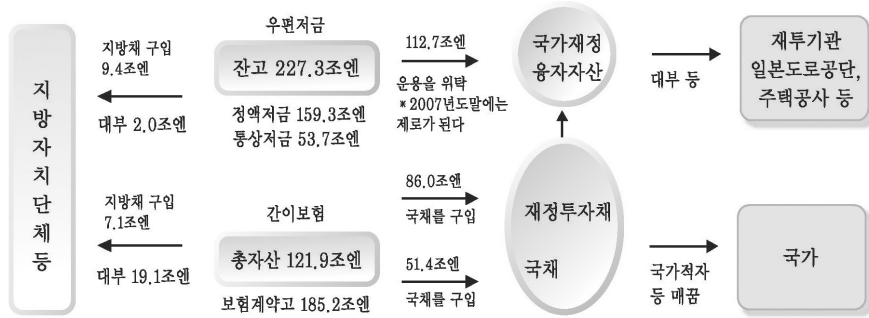 우편저금
지방채 구입
9.4조엔
대부 2.0조엔
잔고 227.3조엔
정액저금 159.3조엔
통상저금 53.7조엔
112.7조엔
운용을 위탁
* 2007년도말에는
제로가 된다
국가재정
융자자산
대부 등
재투기관
일본도로공단,
주택공사 등
지방자치단체등
지방채 구입
7.1조엔
대부 19.1조엔
간이보험
총자산 121.9조엔
보험계약고 185.2조엔
86.0조엔
국채를 구입
51.4조엔
국채를 구입
재정투자채
국채
국가적자
등 매꿈
국가